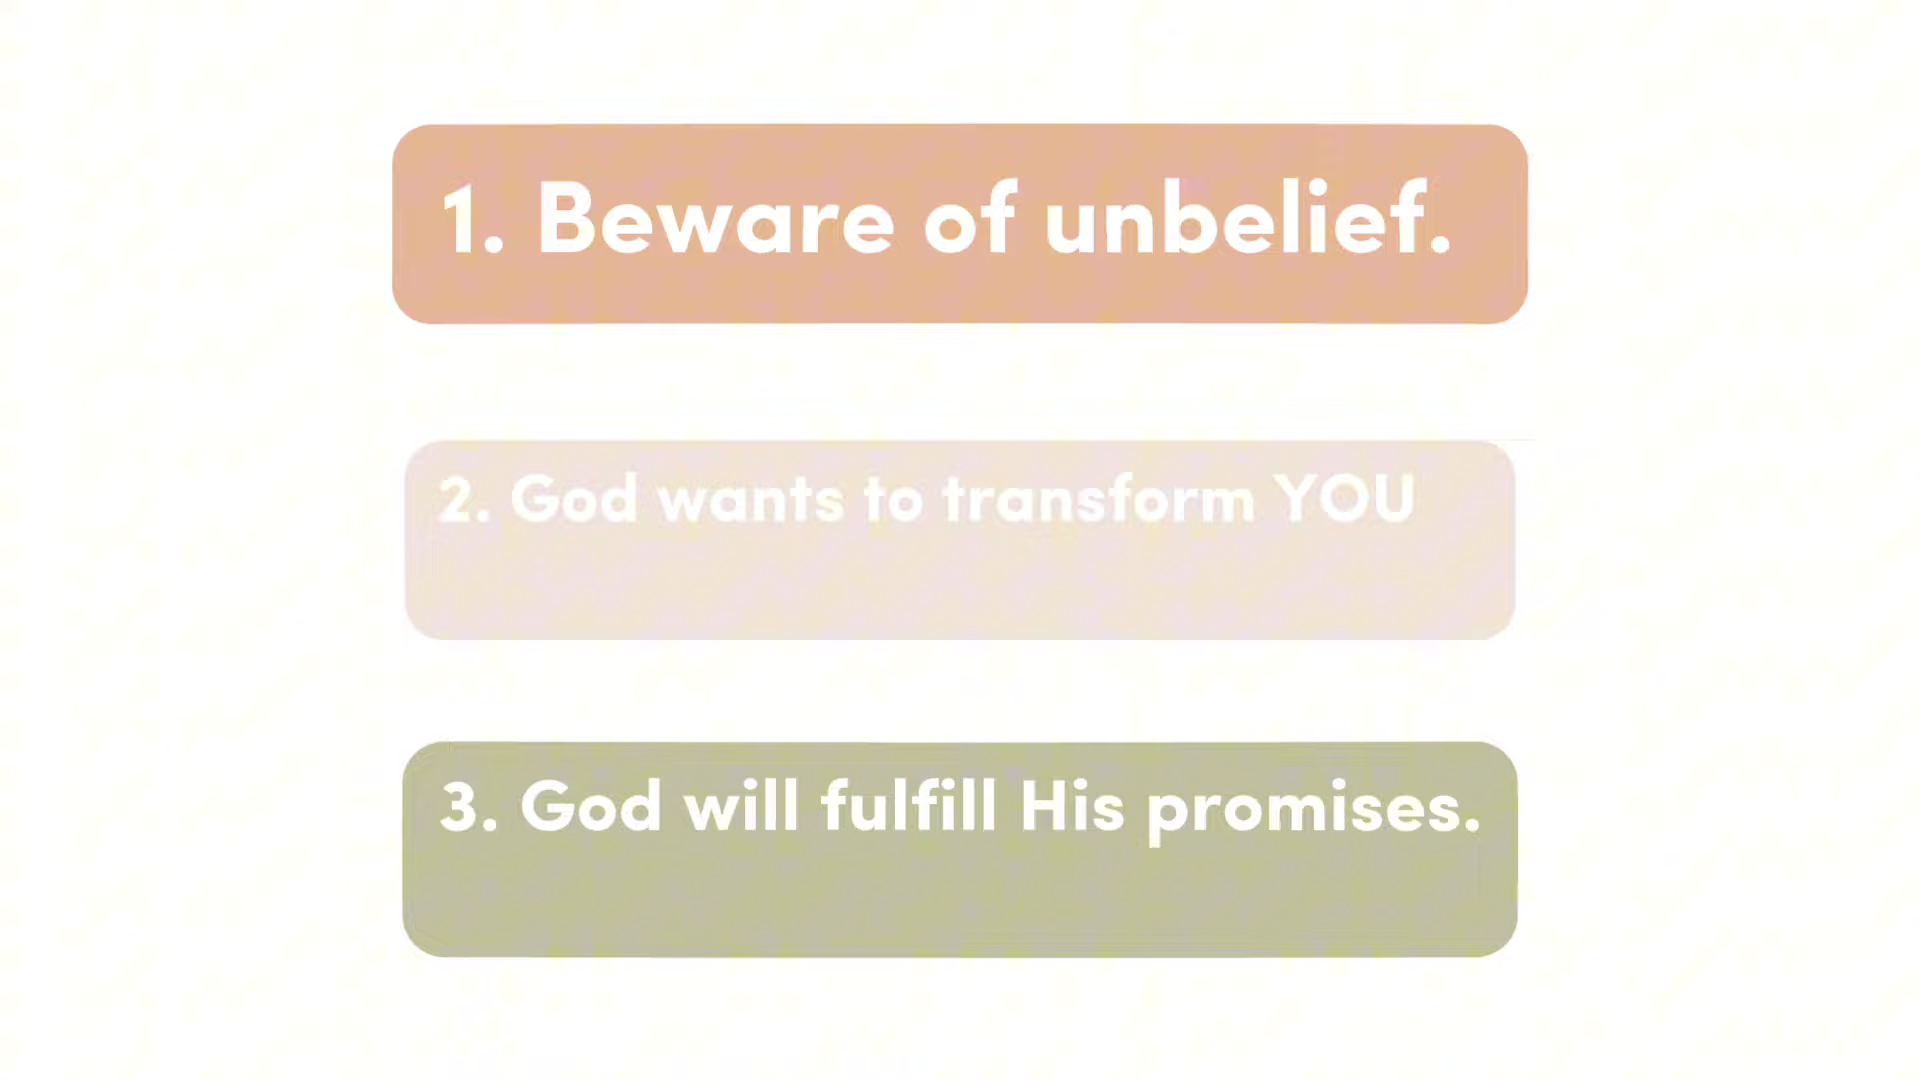 1. Beware of unbelief.
2. God wants to transform YOU
3. God will fulfill His promises.